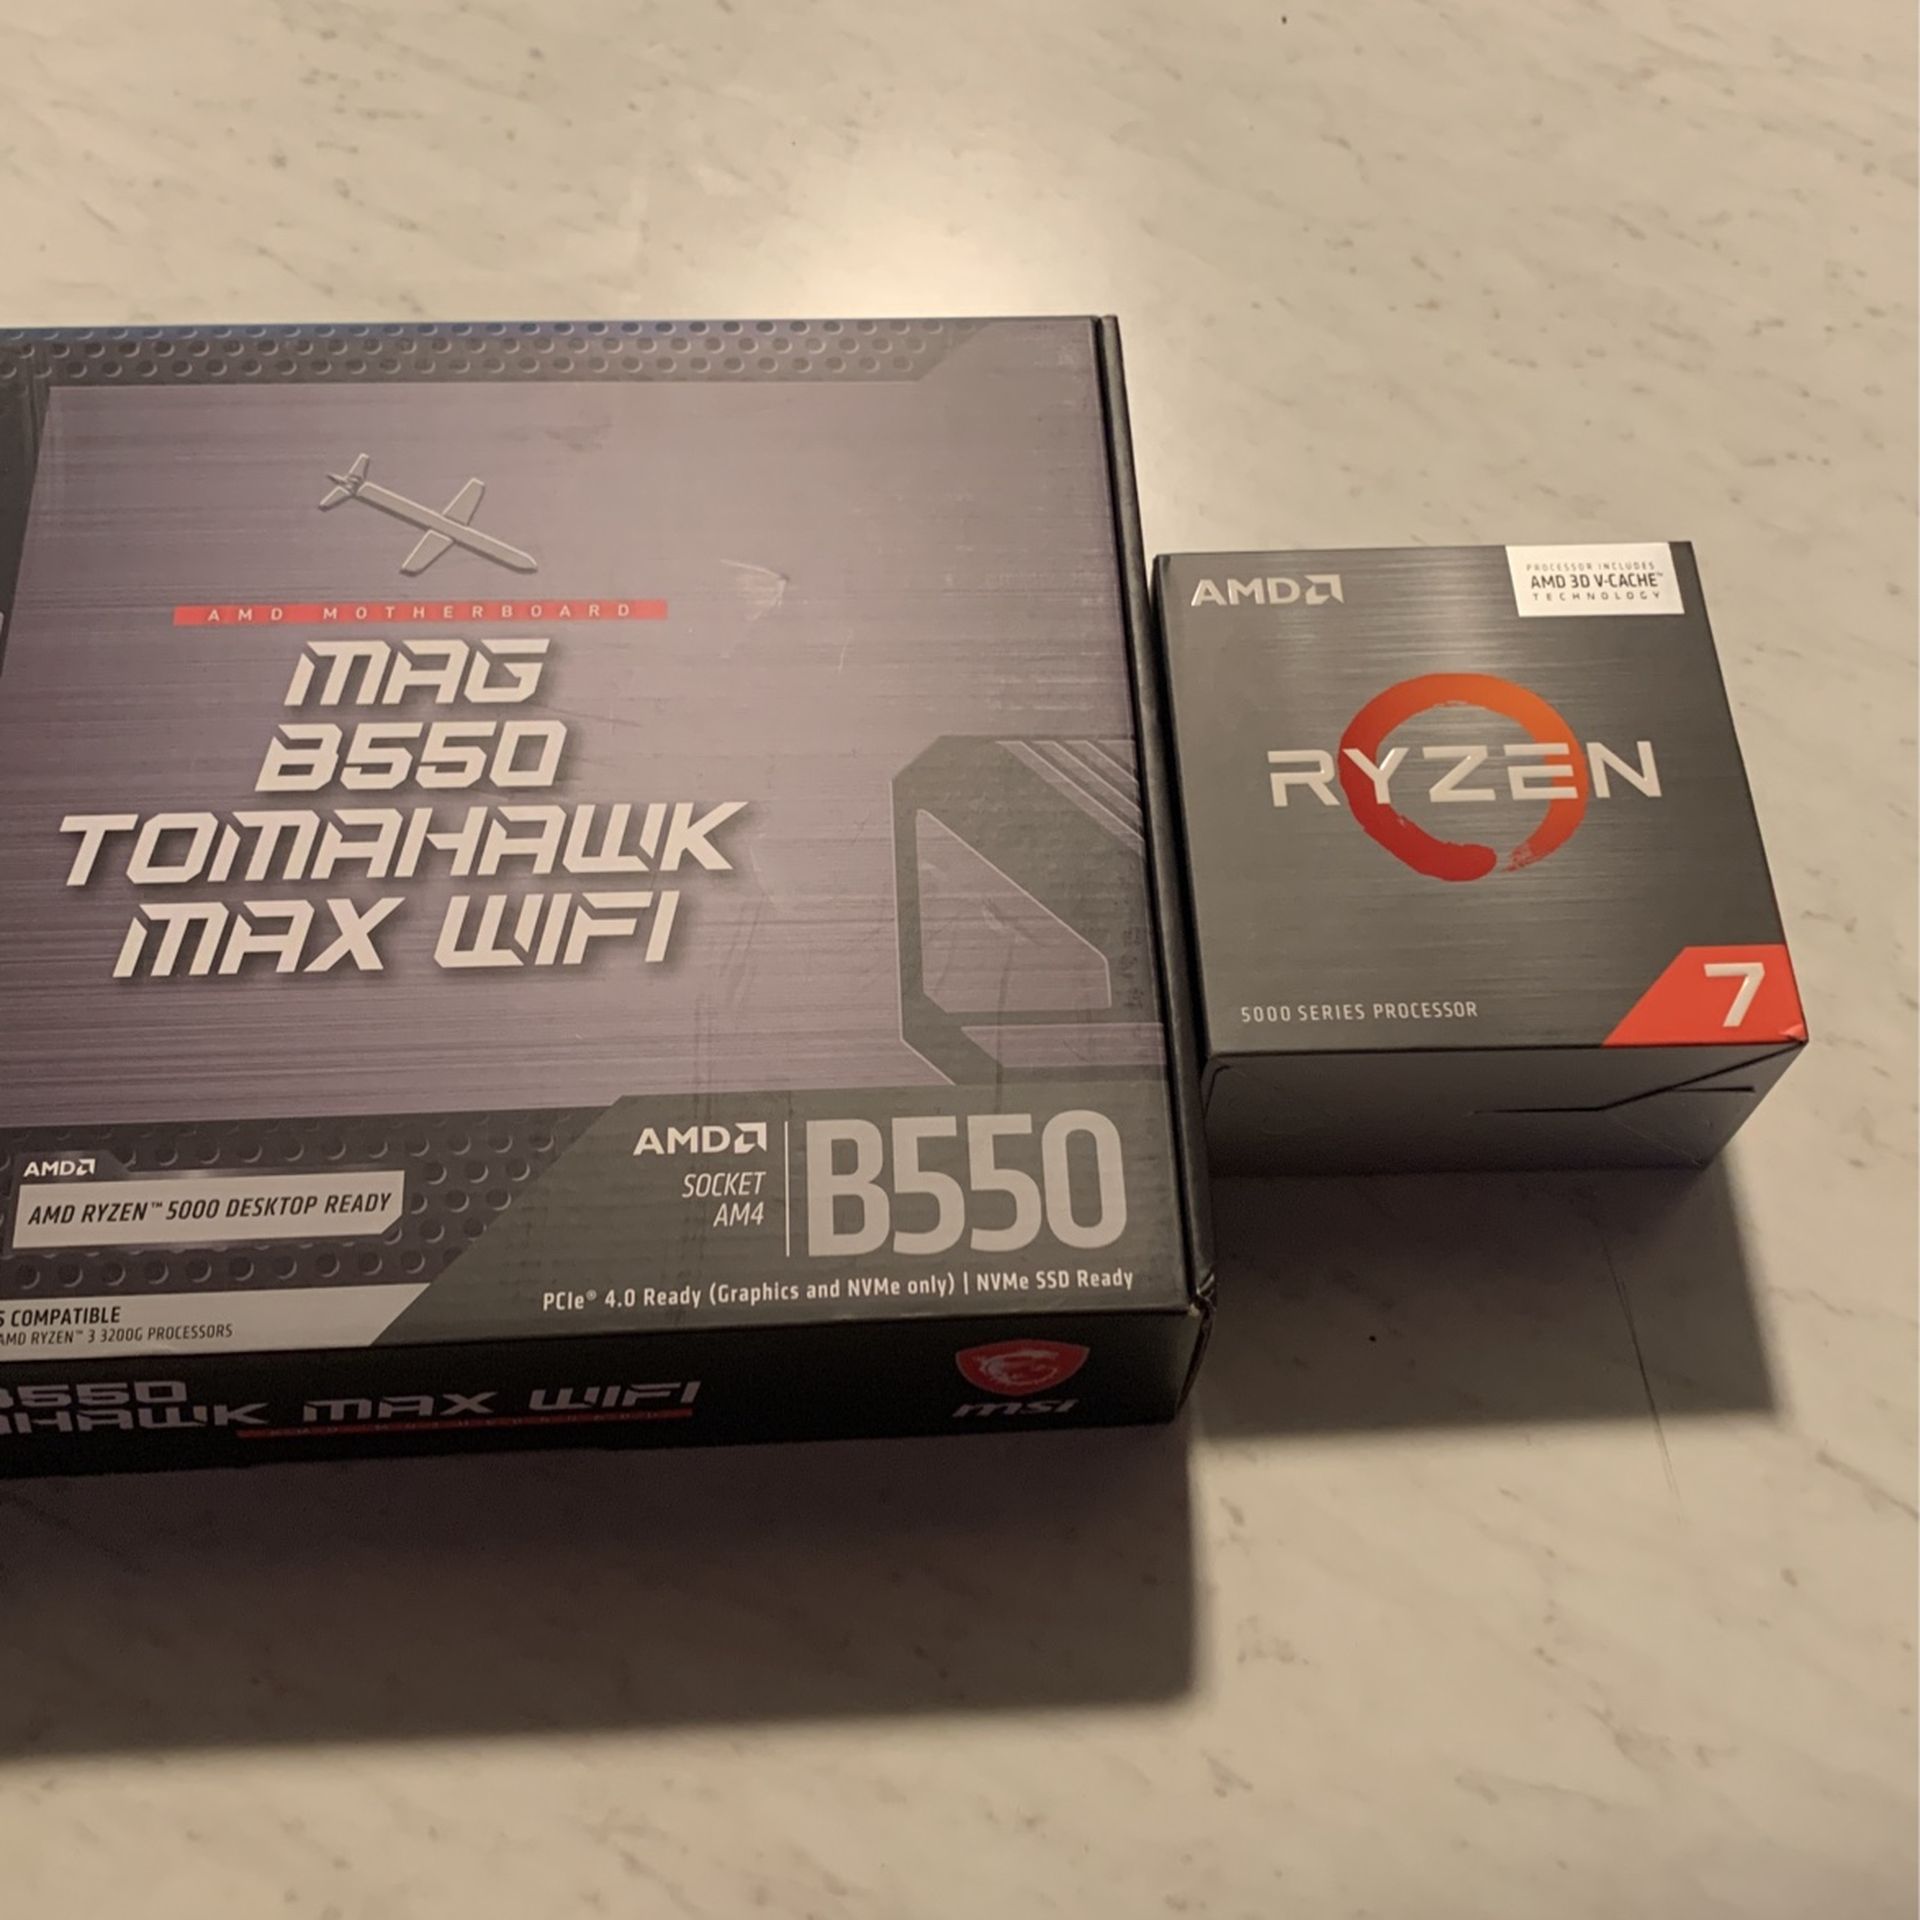 AMD MOTHERBOARD
MAG
B550
TOMAHAWK
MAX WIFI
AMD
AMD RYZEN™ 5000 DESKTOP READY
AMD
SOCKET
AM4
B550
PCIe® 4.0 Ready (Graphics and NVMe only) | NVMe SSD Ready
S COMPATIBLE
AMD RYZEN™ 3 3200G PROCESSORS
B550
AHAWK MAX WIFI
msi
AMD
PROCESSOR INCLUDES
AMD 3D V-CACHE™
TECHNOLOGY
RYZEN
5000 SERIES PROCESSOR
7